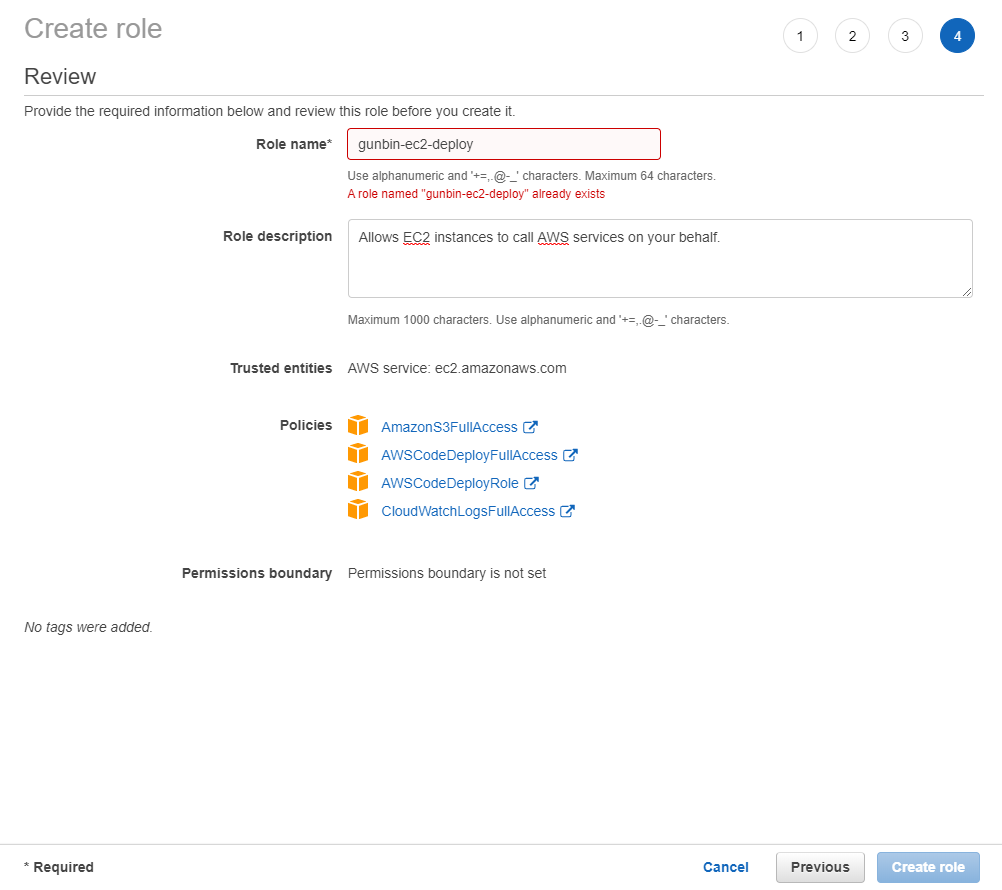 Create role
1 2 3 4
Review
Provide the required information below and review this role before you create it.
Role name* gunbin-ec2-deploy
Use alphanumeric and '+=,.@-_' characters. Maximum 64 characters.
A role named "gunbin-ec2-deploy" already exists
Role description Allows EC2 instances to call AWS services on your behalf.
Maximum 1000 characters. Use alphanumeric and '+=,.@-_' characters.
Trusted entities AWS service: ec2.amazonaws.com
Policies AmazonS3FullAccess
AWSCodeDeployFullAccess
AWSCodeDeployRole
CloudWatchLogsFullAccess
Permissions boundary Permissions boundary is not set
No tags were added.
* Required Cancel Previous Create role